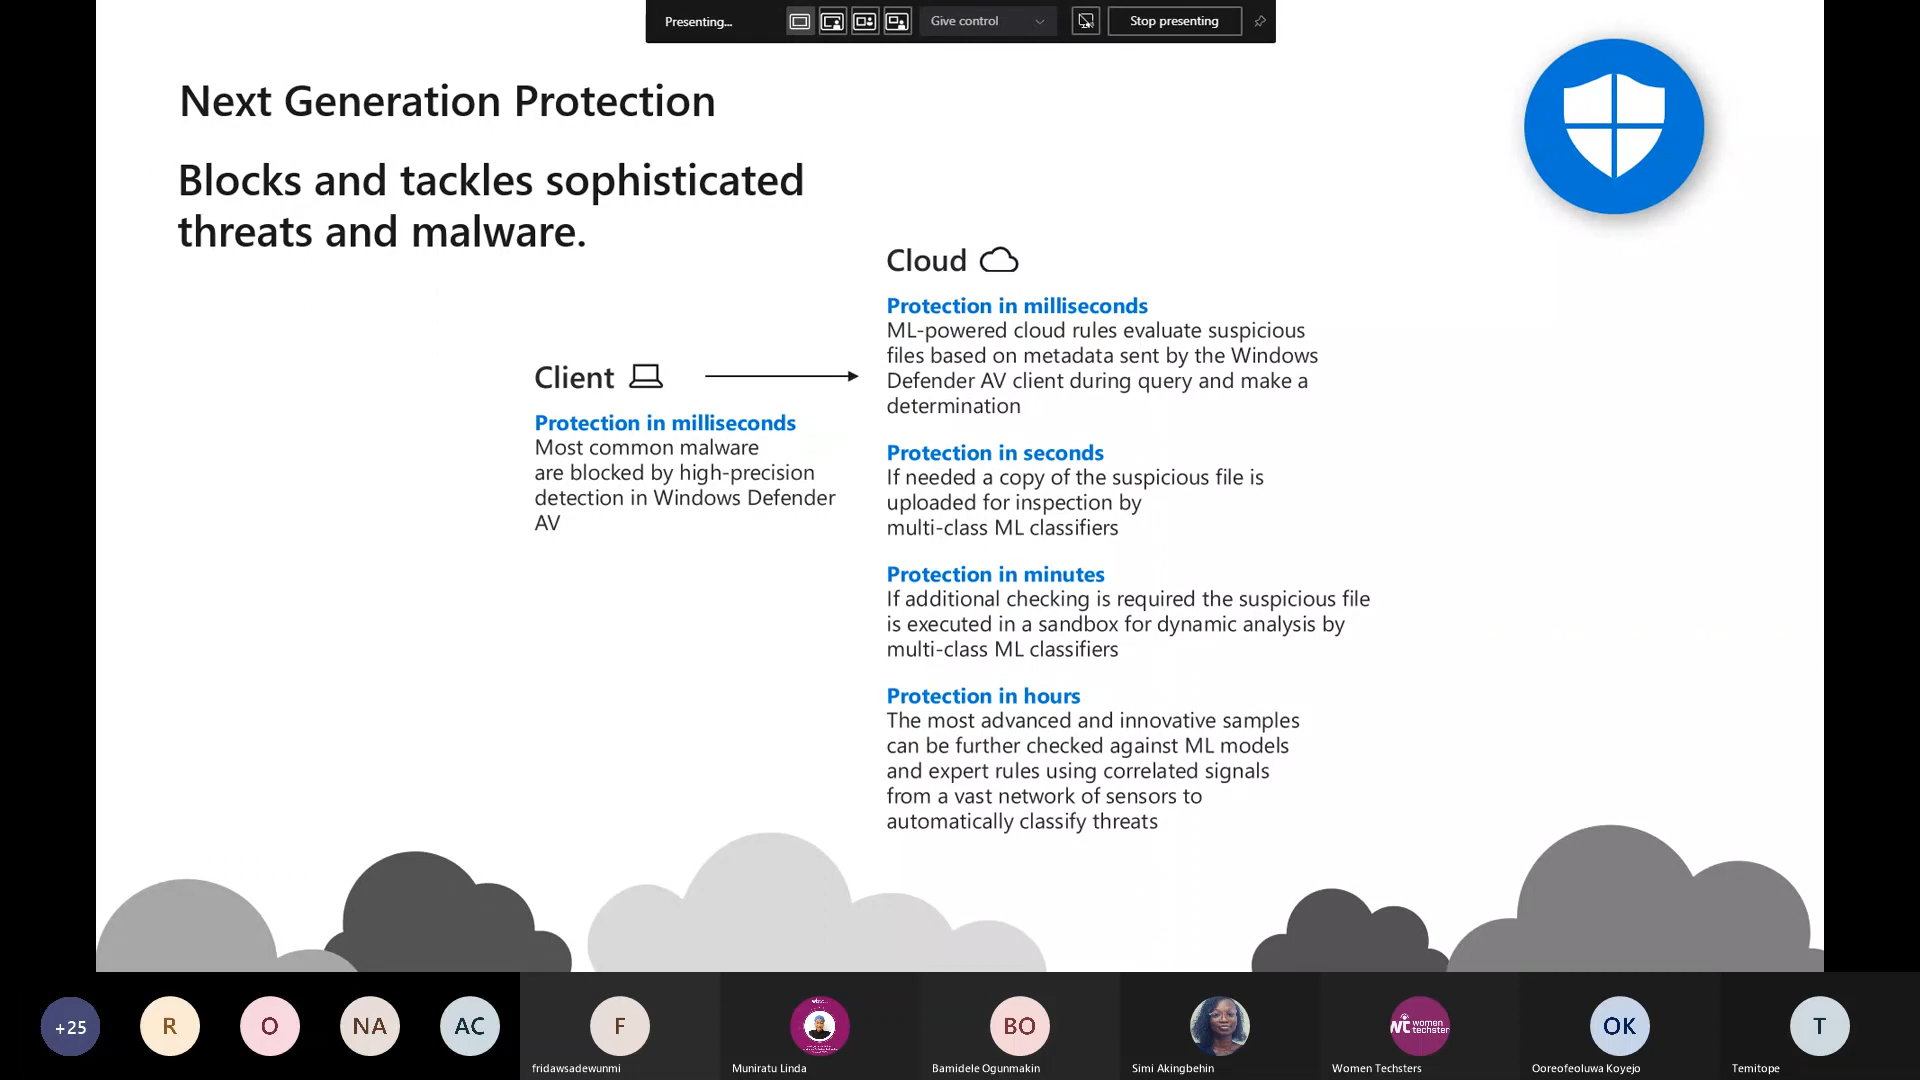 Presenting...
Give control
Stop presenting
Next Generation Protection
Blocks and tackles sophisticated
threats and malware.
Client
Protection in milliseconds
Most common malware
are blocked by high-precision
detection in Windows Defender
AV
Cloud
Protection in milliseconds
ML-powered cloud rules evaluate suspicious
files based on metadata sent by the Windows
Defender AV client during query and make a
determination
Protection in seconds
If needed a copy of the suspicious file is
uploaded for inspection by
multi-class ML classifiers
Protection in minutes
If additional checking is required the suspicious file
is executed in a sandbox for dynamic analysis by
multi-class ML classifiers
Protection in hours
The most advanced and innovative samples
can be further checked against ML models
and expert rules using correlated signals
from a vast network of sensors to
automatically classify threats
+25
R
O
NA
AC
F
BO
women
techster
OK
T
fridawsadewunmi
Muniratu Linda
Bamidele Ogunmakin
Simi Akingbehin
Women Techsters
Ooreofeoluwa Koyejo
Temitope